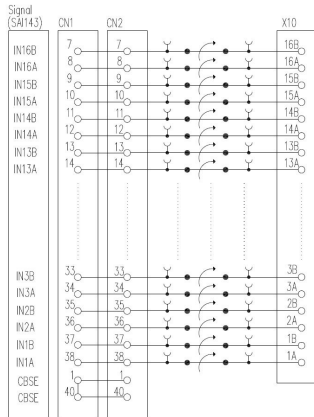 Signal
(SAI143) CN1 CN2 X10
IN16B 7 7 16B
IN16A 8 8 16A
IN15B 9 9 15B
IN15A 10 10 15A
IN14B 11 11 14B
IN14A 12 12 14A
IN13B 13 13 13B
IN13A 14 14 13A
IN3B 33 33 3B
IN3A 34 34 3A
IN2B 35 35 2B
IN2A 36 36 2A
IN1B 37 37 1B
IN1A 38 38 1A
CBSE 1 1
CBSE 40 40